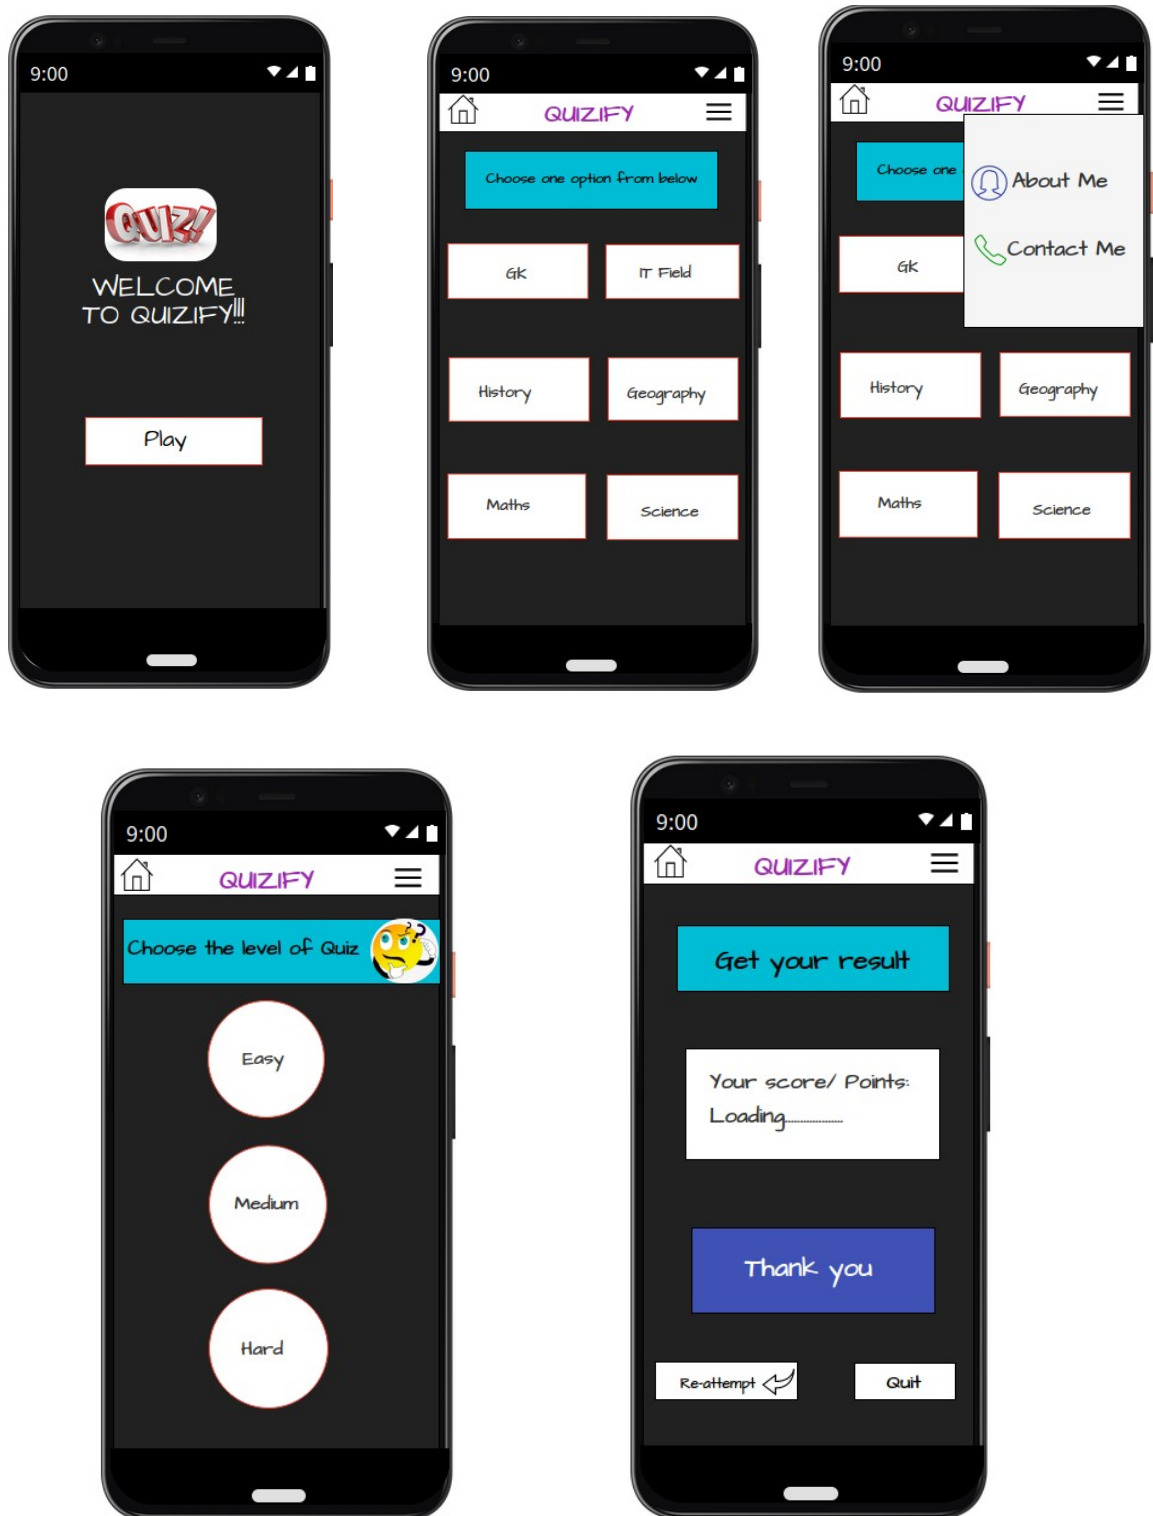 9:00
QUIZ!
WELCOME
TO QUIZIFY!!!
Play
9:00
QUIZIFY
Choose one option from below
GK
IT Field
History
Geography
Maths
Science
9:00
QUIZIFY
Choose one
About Me
Contact Me
GK
History
Geography
Maths
Science
9:00
QUIZIFY
Choose the level of Quiz
??
Easy
Medium
Hard
9:00
QUIZIFY
Get your result
Your score/ Points:
Loading...................
Thank you
Re-attempt
Quit